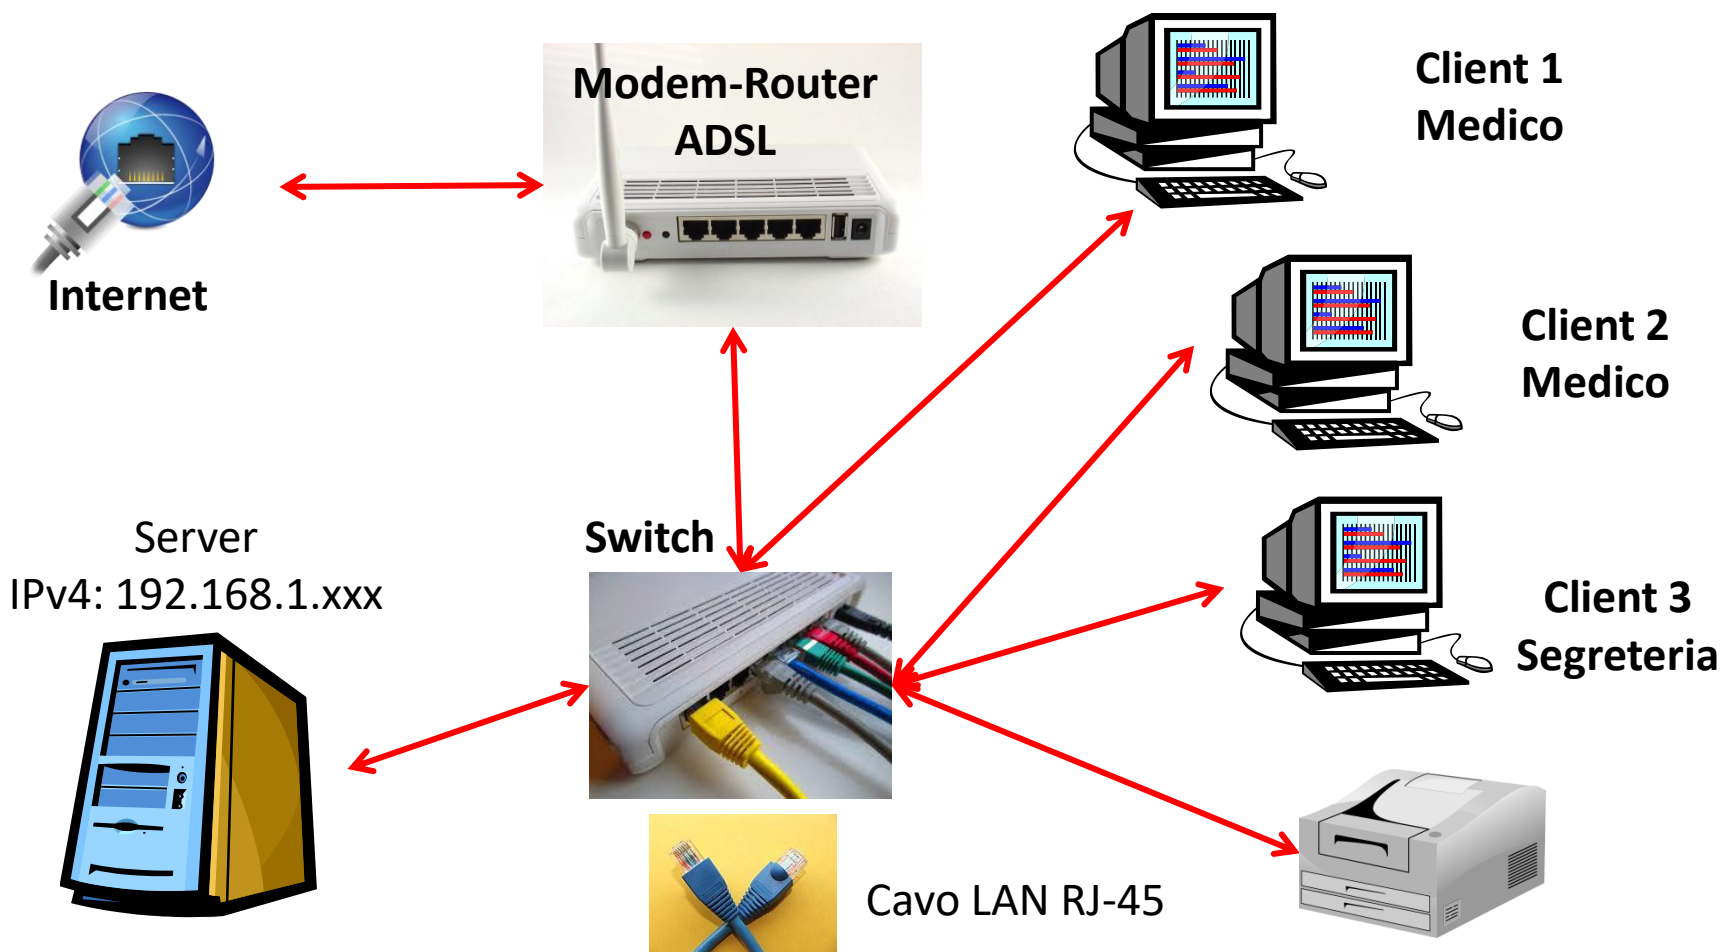 Modem-Router
ADSL
Client 1
Medico
Internet
Client 2
Medico
Server
IPv4: 192.168.1.xxx
Switch
Client 3
Segreteria
Cavo LAN RJ-45